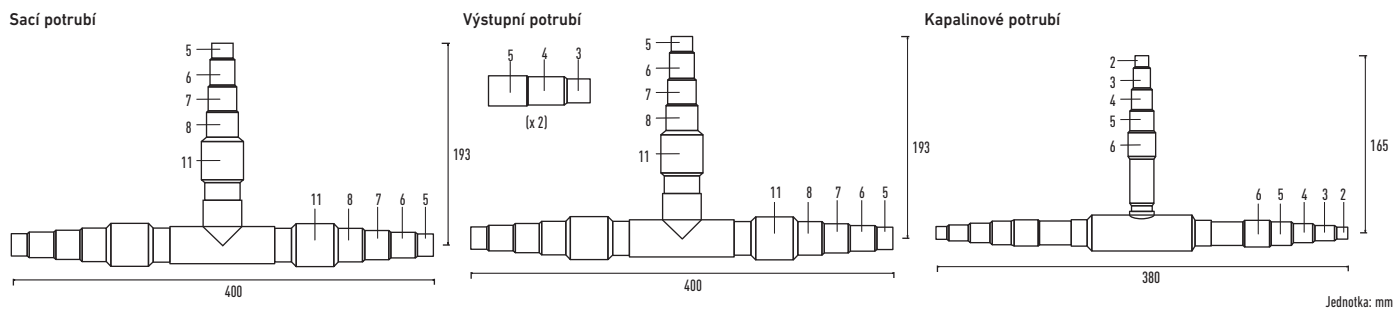 Sací potrubí
5
6
7
8
11
193
11 8 7 6 5
400
Výstupní potrubí
5 4 3
(x 2)
5
6
7
8
11
193
11 8 7 6 5
400
Kapalinové potrubí
2
3
4
5
6
165
6 5 4 3 2
380
Jednotka: mm